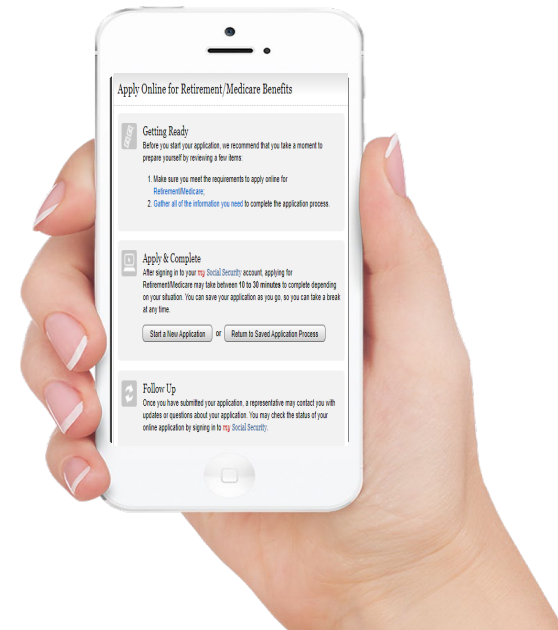 Apply Online for Retirement/Medicare Benefits
Getting Ready
Before you start your application, we recommend that you take a moment to
prepare yourself by reviewing a few items:
1. Make sure you meet the requirements to apply online for
Retirement/Medicare;
2. Gather all of the information you need to complete the application process.
Apply & Complete
After signing in to your my Social Security account, applying for
Retirement/Medicare may take between 10 to 30 minutes to complete depending
on your situation. You can save your application as you go, so you can take a break
at any time.
Start a New Application or Return to Saved Application Process
Follow Up
Once you have submitted your application, a representative may contact you with
updates or questions about your application. You may check the status of your
online application by signing in to my Social Security.